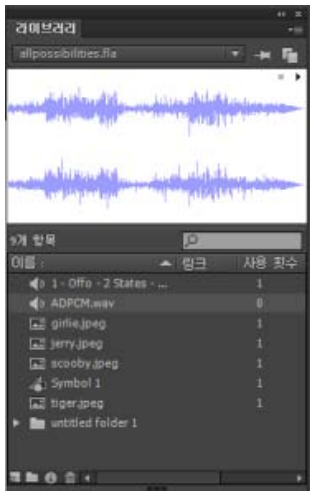 라이브러리
allpossibilities.fla
9개 항목
이름 링크 사용 횟수
1 - Offo - 2 States - ... 1
ADPCM.wav 0
girlie.jpeg 1
jerry.jpeg 1
scooby.jpeg 1
Symbol 1 1
tiger.jpeg 1
untitled folder 1